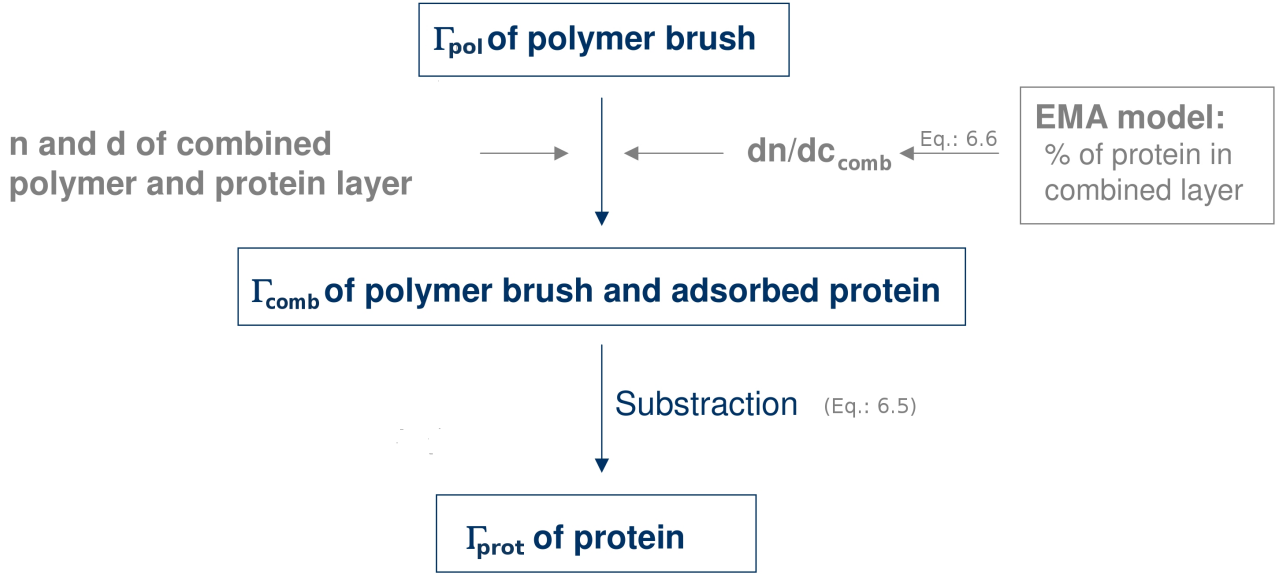 Γpol of polymer brush
n and d of combined
polymer and protein layer
dn/dccomb
Eq.: 6.6
EMA model:
% of protein in
combined layer
Γcomb of polymer brush and adsorbed protein
Substraction (Eq.: 6.5)
Γprot of protein